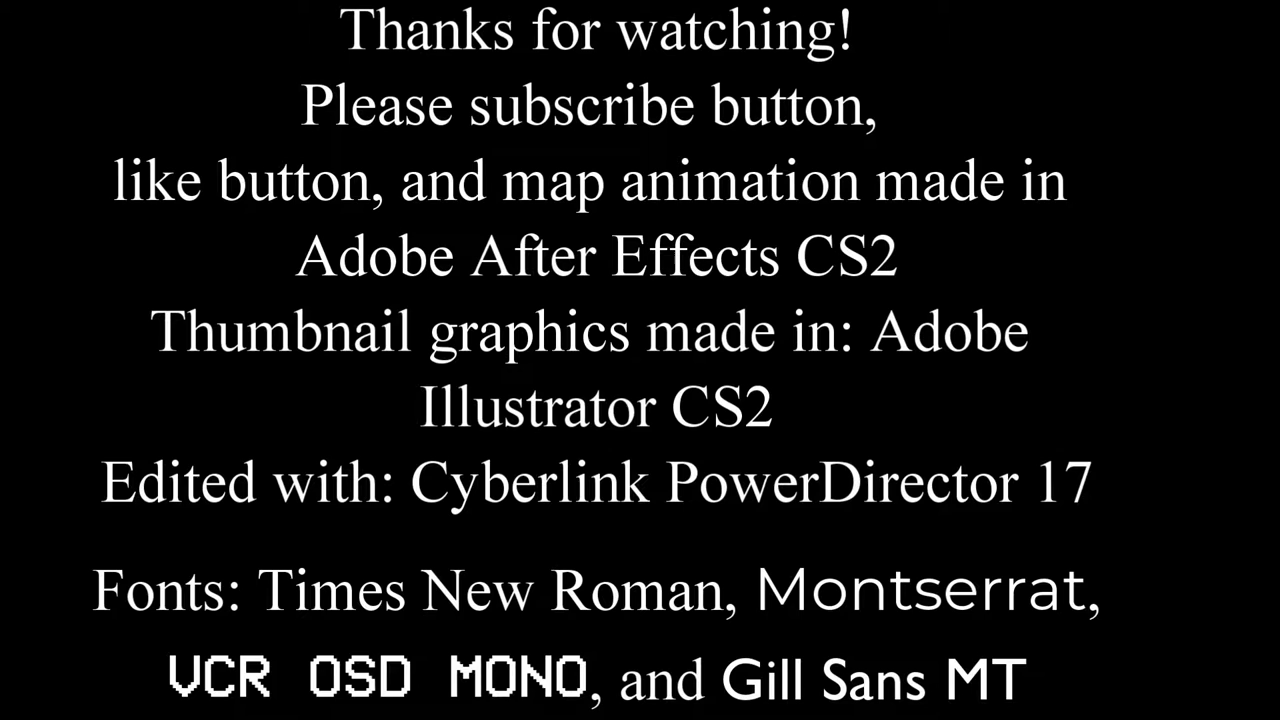 Thanks for watching!
Please subscribe button,
like button, and map animation made in
Adobe After Effects CS2
Thumbnail graphics made in: Adobe
Illustrator CS2
Edited with: Cyberlink PowerDirector 17
Fonts: Times New Roman, Montserrat,
VCR OSD MONO, and Gill Sans MT